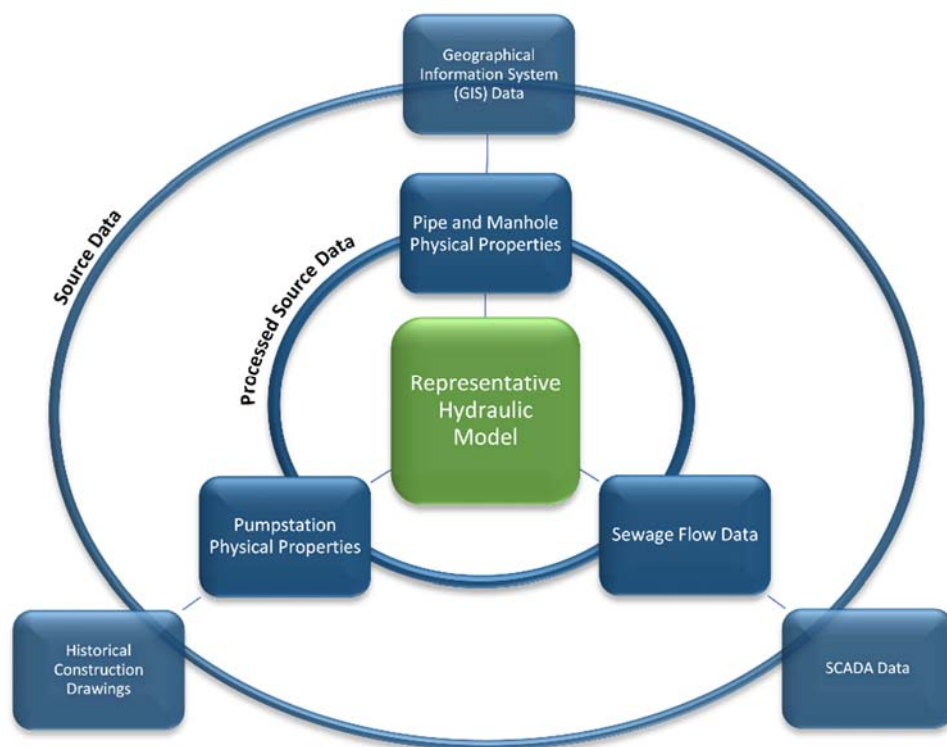 Geographical
Information System
(GIS) Data
Source Data
Pipe and Manhole
Physical Properties
Processed Source Data
Representative
Hydraulic
Model
Pumpstation
Physical Properties
Sewage Flow Data
Historical
Construction
Drawings
SCADA Data